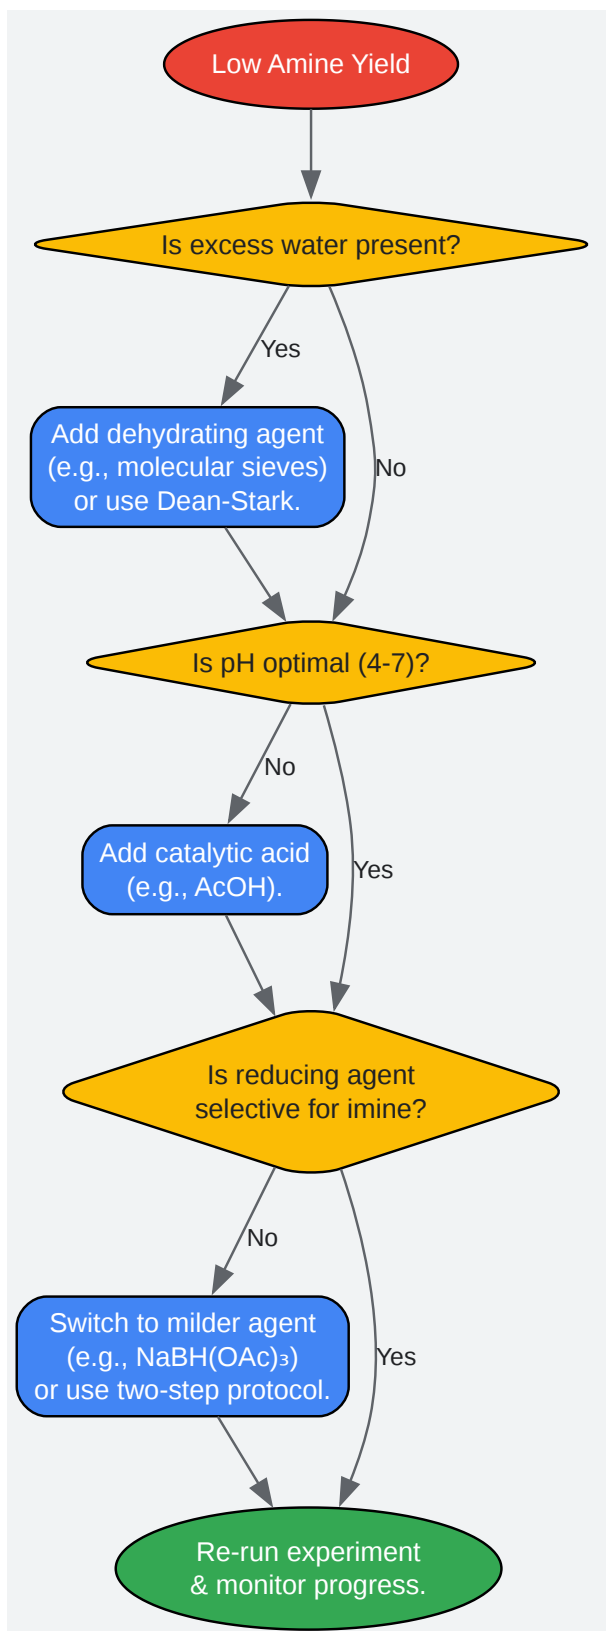 Low Amine Yield
Is excess water present?
Yes
Add dehydrating agent
(e.g., molecular sieves)
or use Dean-Stark.
No
Is pH optimal (4-7)?
No
Add catalytic acid
(e.g., AcOH).
Yes
Is reducing agent
selective for imine?
No
Switch to milder agent
(e.g., NaBH(OAc)₃)
or use two-step protocol.
Yes
Re-run experiment
& monitor progress.